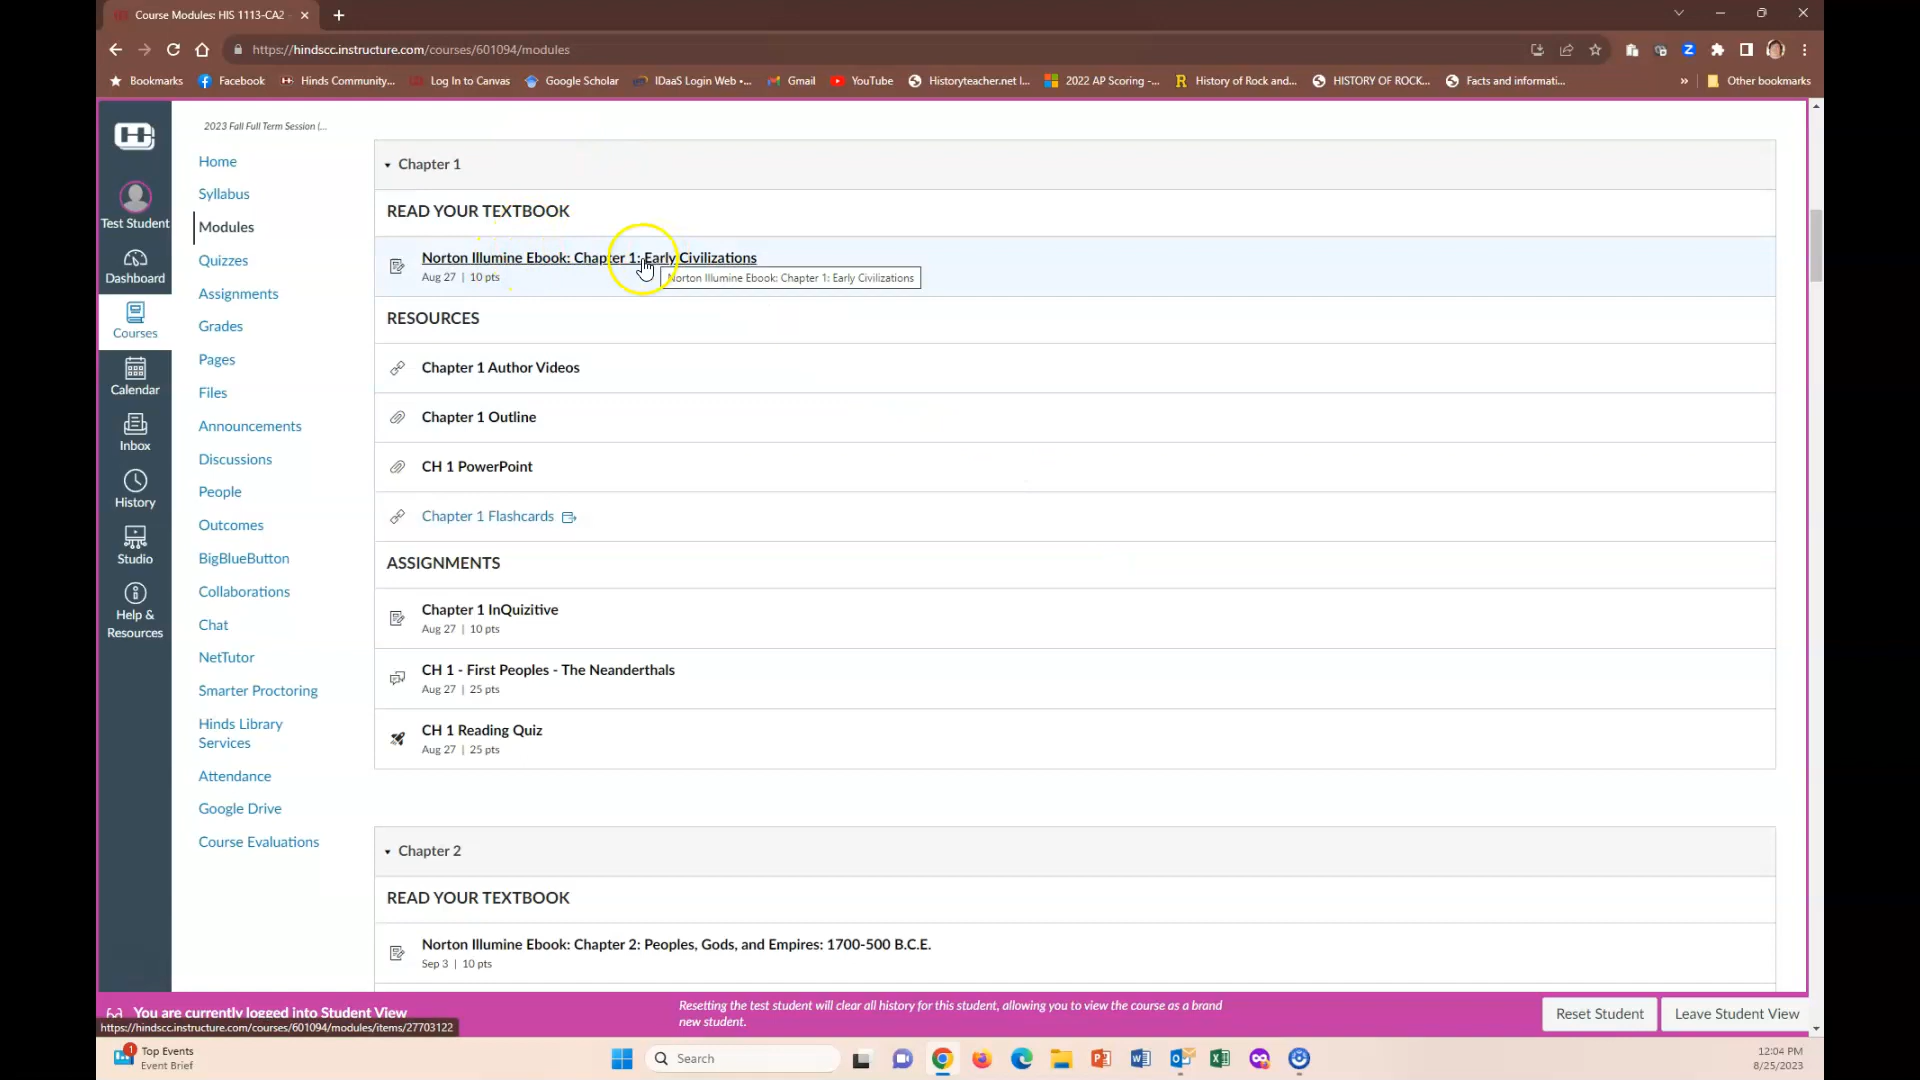 Course Modules: HIS 1113-CA2
https://hindscc.instructure.com/courses/601094/modules
Bookmarks
Facebook
Hinds Community...
Log In to Canvas
Google Scholar
IDaaS Login Web •...
Gmail
YouTube
Historyteacher.net l...
2022 AP Scoring -...
History of Rock and...
HISTORY OF ROCK...
Facts and informati...
»
Other bookmarks
Test Student
Dashboard
Courses
Calendar
Inbox
History
Studio
Help &
Resources
2023 Fall Full Term Session (...
Home
Syllabus
Modules
Quizzes
Assignments
Grades
Pages
Files
Announcements
Discussions
People
Outcomes
BigBlueButton
Collaborations
Chat
NetTutor
Smarter Proctoring
Hinds Library
Services
Attendance
Google Drive
Course Evaluations
Chapter 1
READ YOUR TEXTBOOK
Norton Illumine Ebook: Chapter 1: Early Civilizations
Aug 27 | 10 pts
Norton Illumine Ebook: Chapter 1: Early Civilizations
RESOURCES
Chapter 1 Author Videos
Chapter 1 Outline
CH 1 PowerPoint
Chapter 1 Flashcards
ASSIGNMENTS
Chapter 1 InQuizitive
Aug 27 | 10 pts
CH 1 - First Peoples - The Neanderthals
Aug 27 | 25 pts
CH 1 Reading Quiz
Aug 27 | 25 pts
Chapter 2
READ YOUR TEXTBOOK
Norton Illumine Ebook: Chapter 2: Peoples, Gods, and Empires: 1700-500 B.C.E.
Sep 3 | 10 pts
You are currently logged into Student View
Resetting the test student will clear all history for this student, allowing you to view the course as a brand
new student.
Reset Student
Leave Student View
https://hindscc.instructure.com/courses/601094/modules/items/27703122
1
Top Events
Event Brief
Search
12:04 PM
8/25/2023